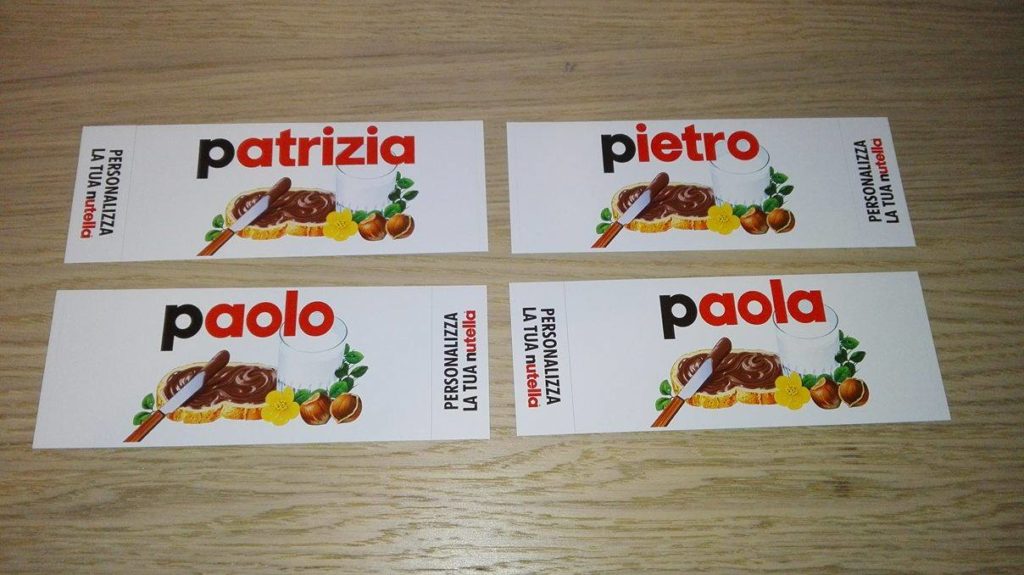 PERSONALIZZA
LA TUA nutella
patrizia
pietro
PERSONALIZZA
LA TUA nutella
paolo
PERSONALIZZA
LA TUA nutella
PERSONALIZZA
LA TUA nutella
paola